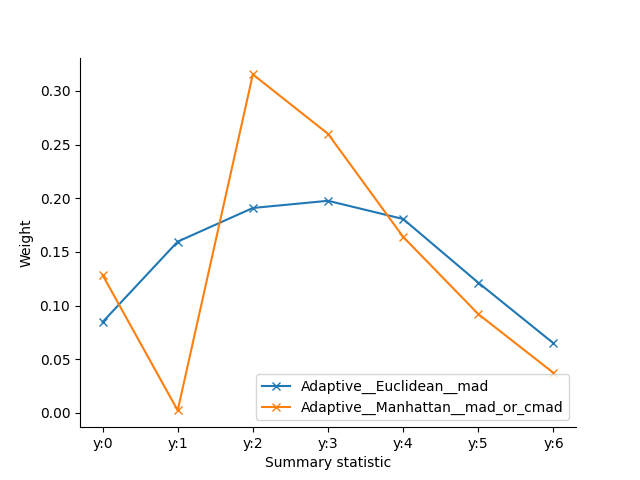 0.30
0.25
0.20
0.15
0.10
0.05
0.00
Weight
y:0 y:1 y:2 y:3 y:4 y:5 y:6
Summary statistic
Adaptive__Euclidean__mad
Adaptive__Manhattan__mad_or_cmad